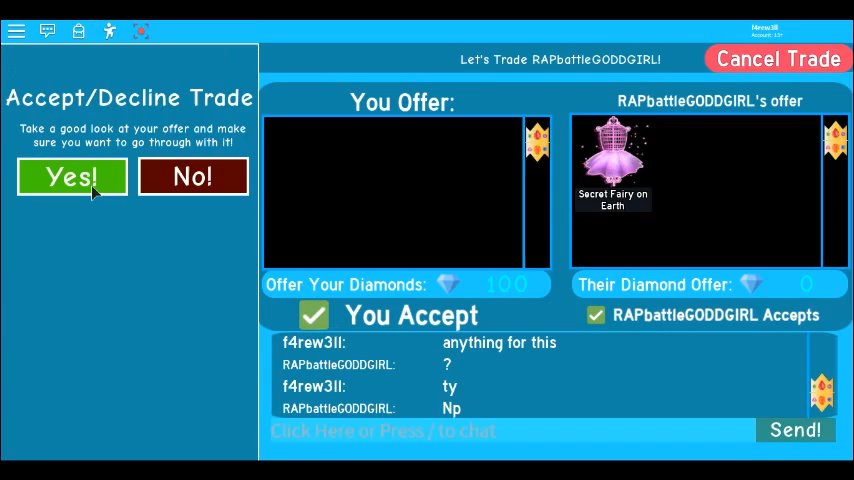 f4rew3ll
Account: 13+
Let's Trade RAPbattleGODDGIRL!
Cancel Trade
Accept/Decline Trade
Take a good look at your offer and make
sure you want to go through with it!
Yes!
No!
You Offer:
RAPbattleGODDGIRL's offer
Secret Fairy on
Earth
Offer Your Diamonds: 100
Their Diamond Offer: 0
You Accept
RAPbattleGODDGIRL Accepts
f4rew3ll: anything for this
RAPbattleGODDGIRL: ?
f4rew3ll: ty
RAPbattleGODDGIRL: Np
Click Here or Press / to chat
Send!